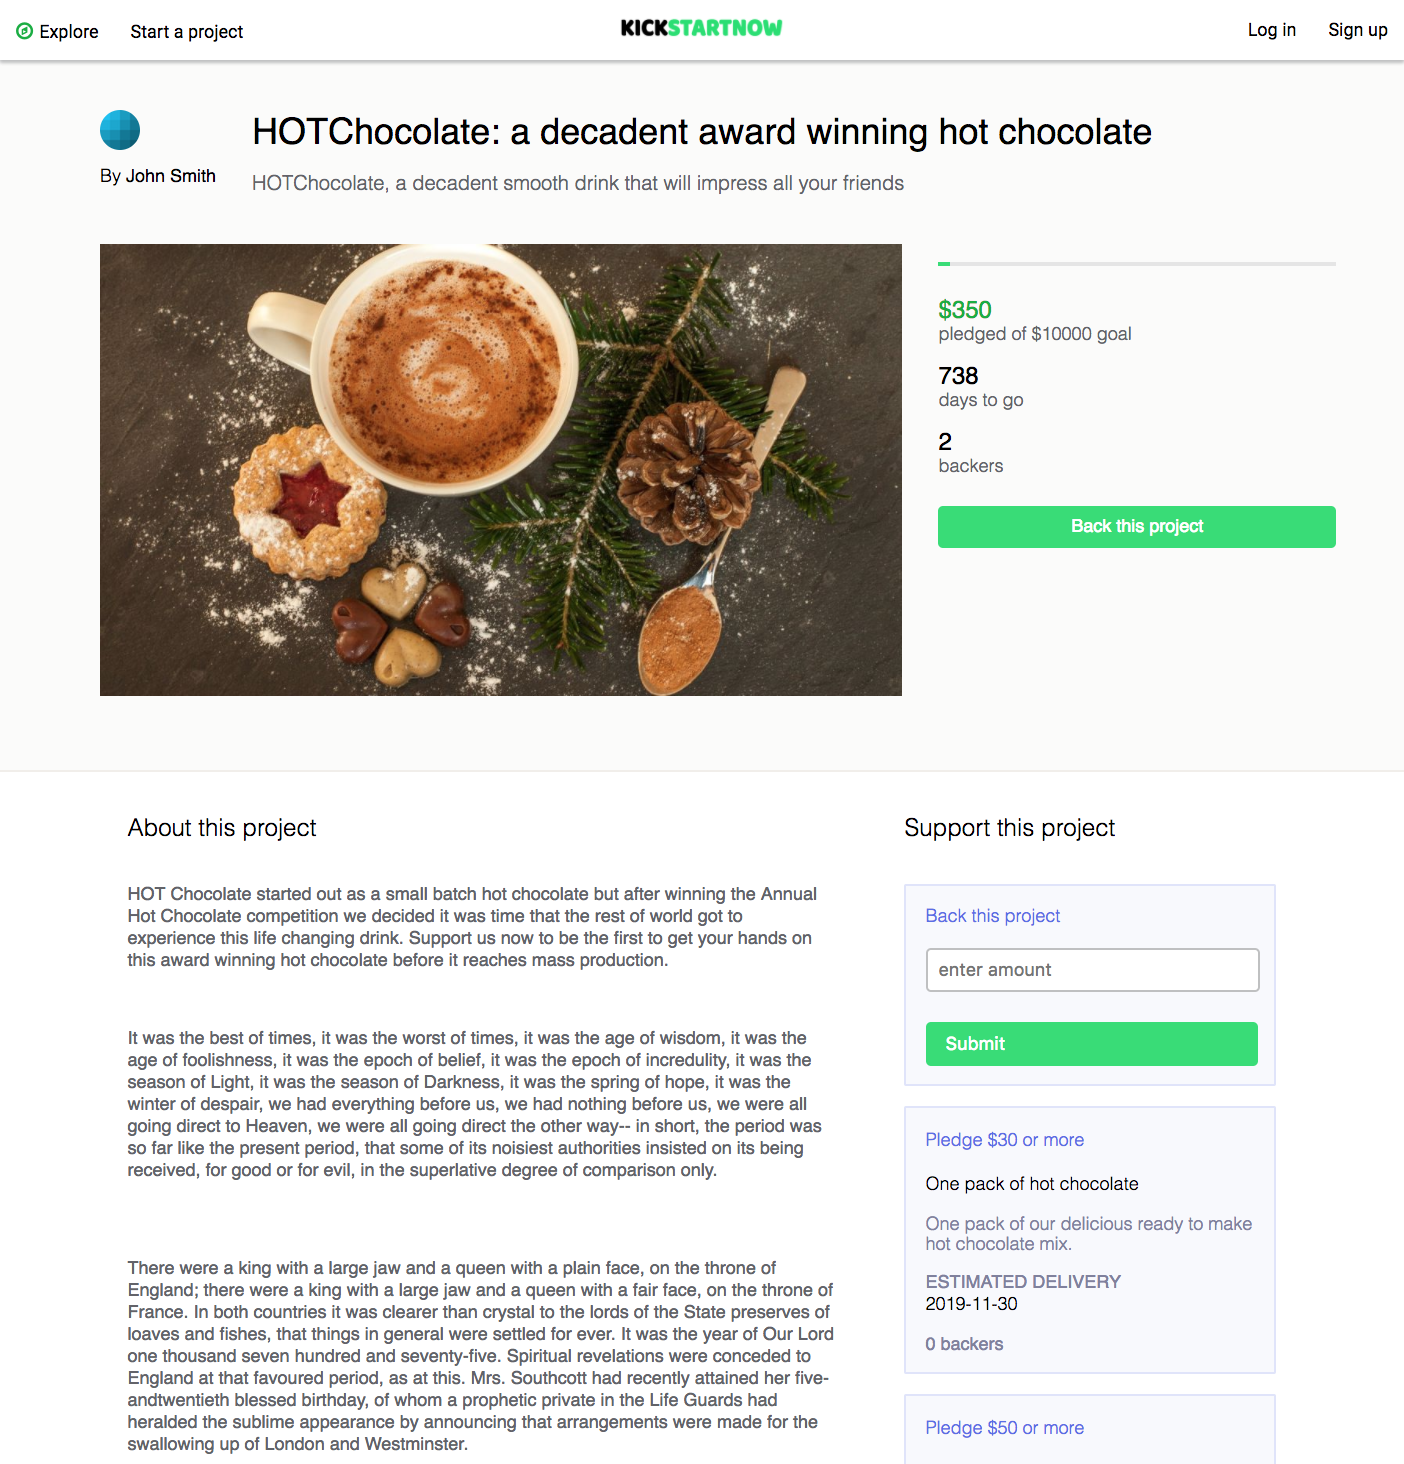 Explore
Start a project
KICKSTARTNOW
Log in
Sign up
HOTChocolate: a decadent award winning hot chocolate
By John Smith
HOTChocolate, a decadent smooth drink that will impress all your friends
$350
pledged of $10000 goal
738
days to go
2
backers
Back this project
About this project
HOT Chocolate started out as a small batch hot chocolate but after winning the Annual
Hot Chocolate competition we decided it was time that the rest of world got to
experience this life changing drink. Support us now to be the first to get your hands on
this award winning hot chocolate before it reaches mass production.
It was the best of times, it was the worst of times, it was the age of wisdom, it was the
age of foolishness, it was the epoch of belief, it was the epoch of incredulity, it was the
season of Light, it was the season of Darkness, it was the spring of hope, it was the
winter of despair, we had everything before us, we had nothing before us, we were all
going direct to Heaven, we were all going direct the other way-- in short, the period was
so far like the present period, that some of its noisiest authorities insisted on its being
received, for good or for evil, in the superlative degree of comparison only.
There were a king with a large jaw and a queen with a plain face, on the throne of
England; there were a king with a large jaw and a queen with a fair face, on the throne of
France. In both countries it was clearer than crystal to the lords of the State preserves of
loaves and fishes, that things in general were settled for ever. It was the year of Our Lord
one thousand seven hundred and seventy-five. Spiritual revelations were conceded to
England at that favoured period, as at this. Mrs. Southcott had recently attained her five-
andtwentieth blessed birthday, of whom a prophetic private in the Life Guards had
heralded the sublime appearance by announcing that arrangements were made for the
swallowing up of London and Westminster.
Support this project
Back this project
enter amount
Submit
Pledge $30 or more
One pack of hot chocolate
One pack of our delicious ready to make
hot chocolate mix.
ESTIMATED DELIVERY
2019-11-30
0 backers
Pledge $50 or more